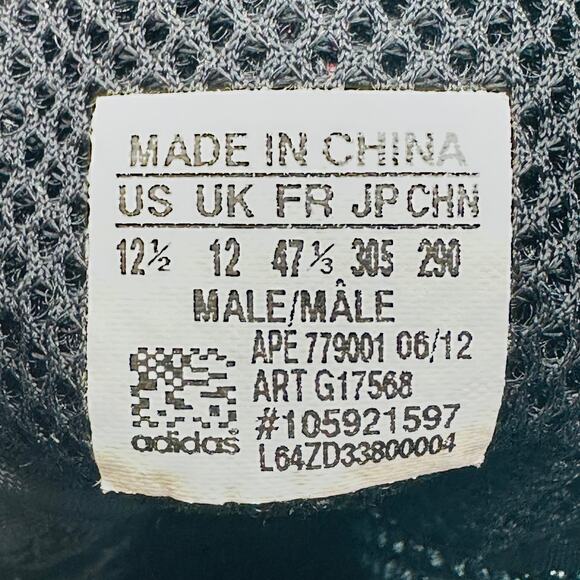 MADE IN CHINA
US UK FR JP CHN
12½ 12 47⅓ 305 290
MALE/MÂLE
APE 779001 06/12
ART G17568
#105921597
adidas L64ZD33800004